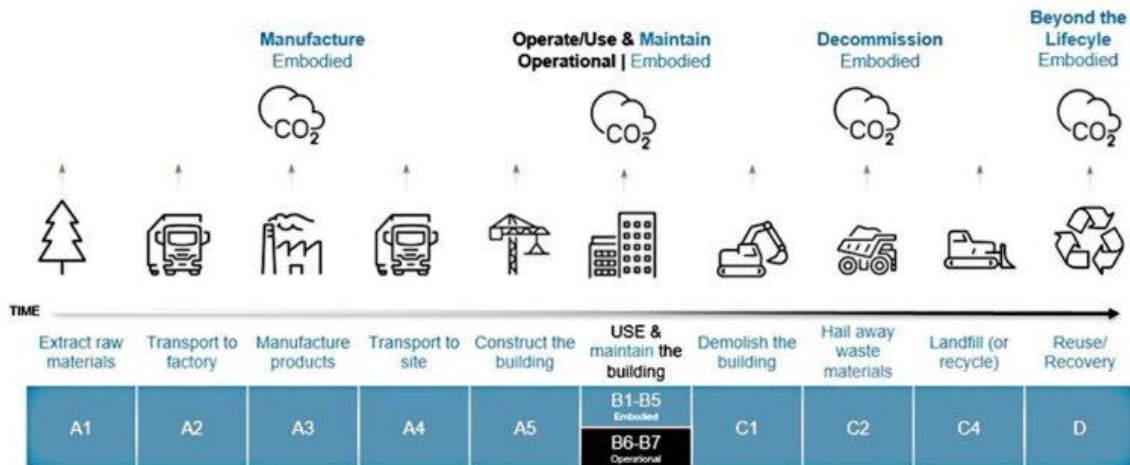 Manufacture
Embodied
Operate/Use & Maintain
Operational | Embodied
Decommission
Embodied
Beyond the
Lifecyle
Embodied
CO2
CO2
CO2
CO2
TIME
Extract raw
materials
Transport to
factory
Manufacture
products
Transport to
site
Construct the
building
USE &
maintain the
building
Demolish the
building
Hail away
waste
materials
Landfill (or
recycle)
Reuse/
Recovery
A1
A2
A3
A4
A5
B1-B5
Embodied
B6-B7
Operational
C1
C2
C4
D